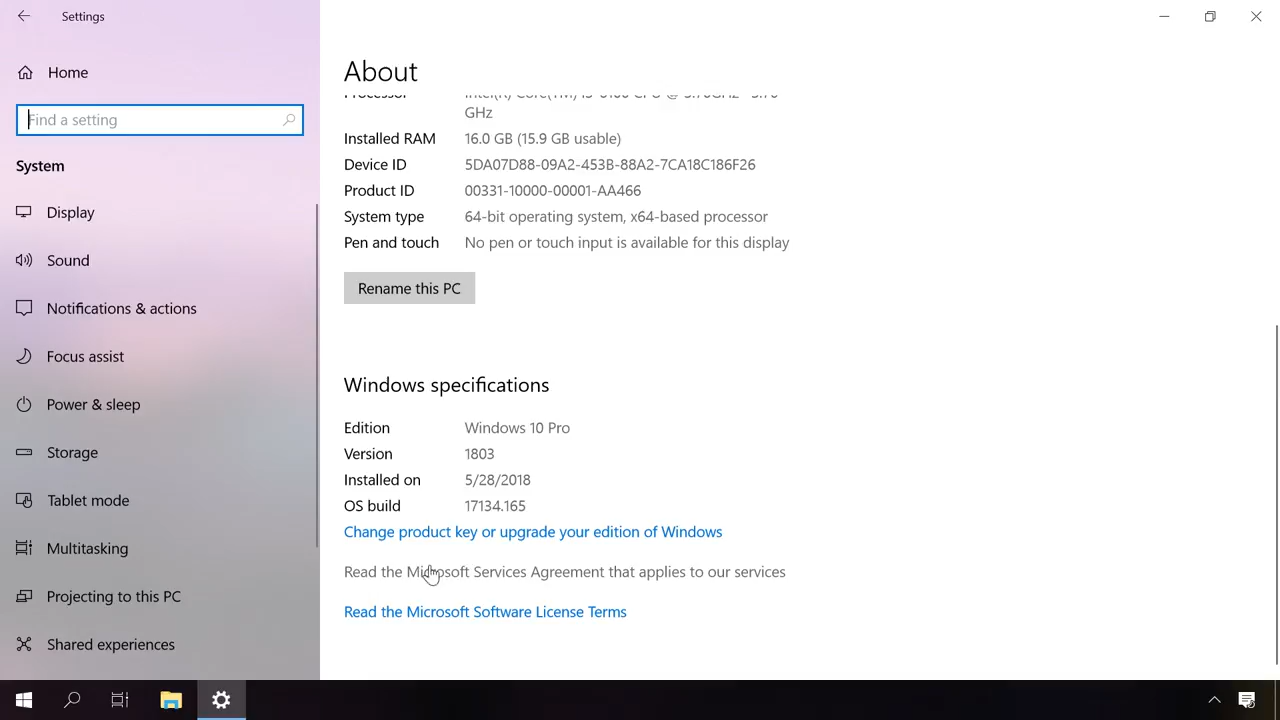 Settings
Home
Find a setting
System
Display
Sound
Notifications & actions
Focus assist
Power & sleep
Storage
Tablet mode
Multitasking
Projecting to this PC
Shared experiences
About
Processor
GHz
Installed RAM 16.0 GB (15.9 GB usable)
Device ID 5DA07D88-09A2-453B-88A2-7CA18C186F26
Product ID 00331-10000-00001-AA466
System type 64-bit operating system, x64-based processor
Pen and touch No pen or touch input is available for this display
Rename this PC
Windows specifications
Edition Windows 10 Pro
Version 1803
Installed on 5/28/2018
OS build 17134.165
Change product key or upgrade your edition of Windows
Read the Microsoft Services Agreement that applies to our services
Read the Microsoft Software License Terms